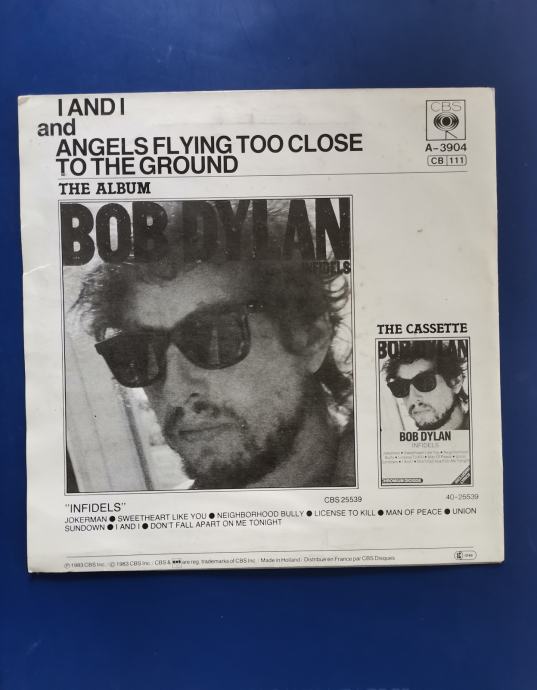 I AND I
and
ANGELS FLYING TOO CLOSE
TO THE GROUND
CBS
A-3904
CB 111
THE ALBUM
BOB DYLAN
INFIDELS
THE CASSETTE
BOB DYLAN
BOB DYLAN
INFIDELS
CBS 25539
40-25539
"INFIDELS"
JOKERMAN ● SWEETHEART LIKE YOU ● NEIGHBORHOOD BULLY ● LICENSE TO KILL ● MAN OF PEACE ● UNION
SUNDOWN ● I AND I ● DON'T FALL APART ON ME TONIGHT
℗ 1983 CBS Inc. © 1983 CBS Inc. CBS & are reg. trademarks of CBS Inc. Made in Holland. Distribué en France par CBS Disques